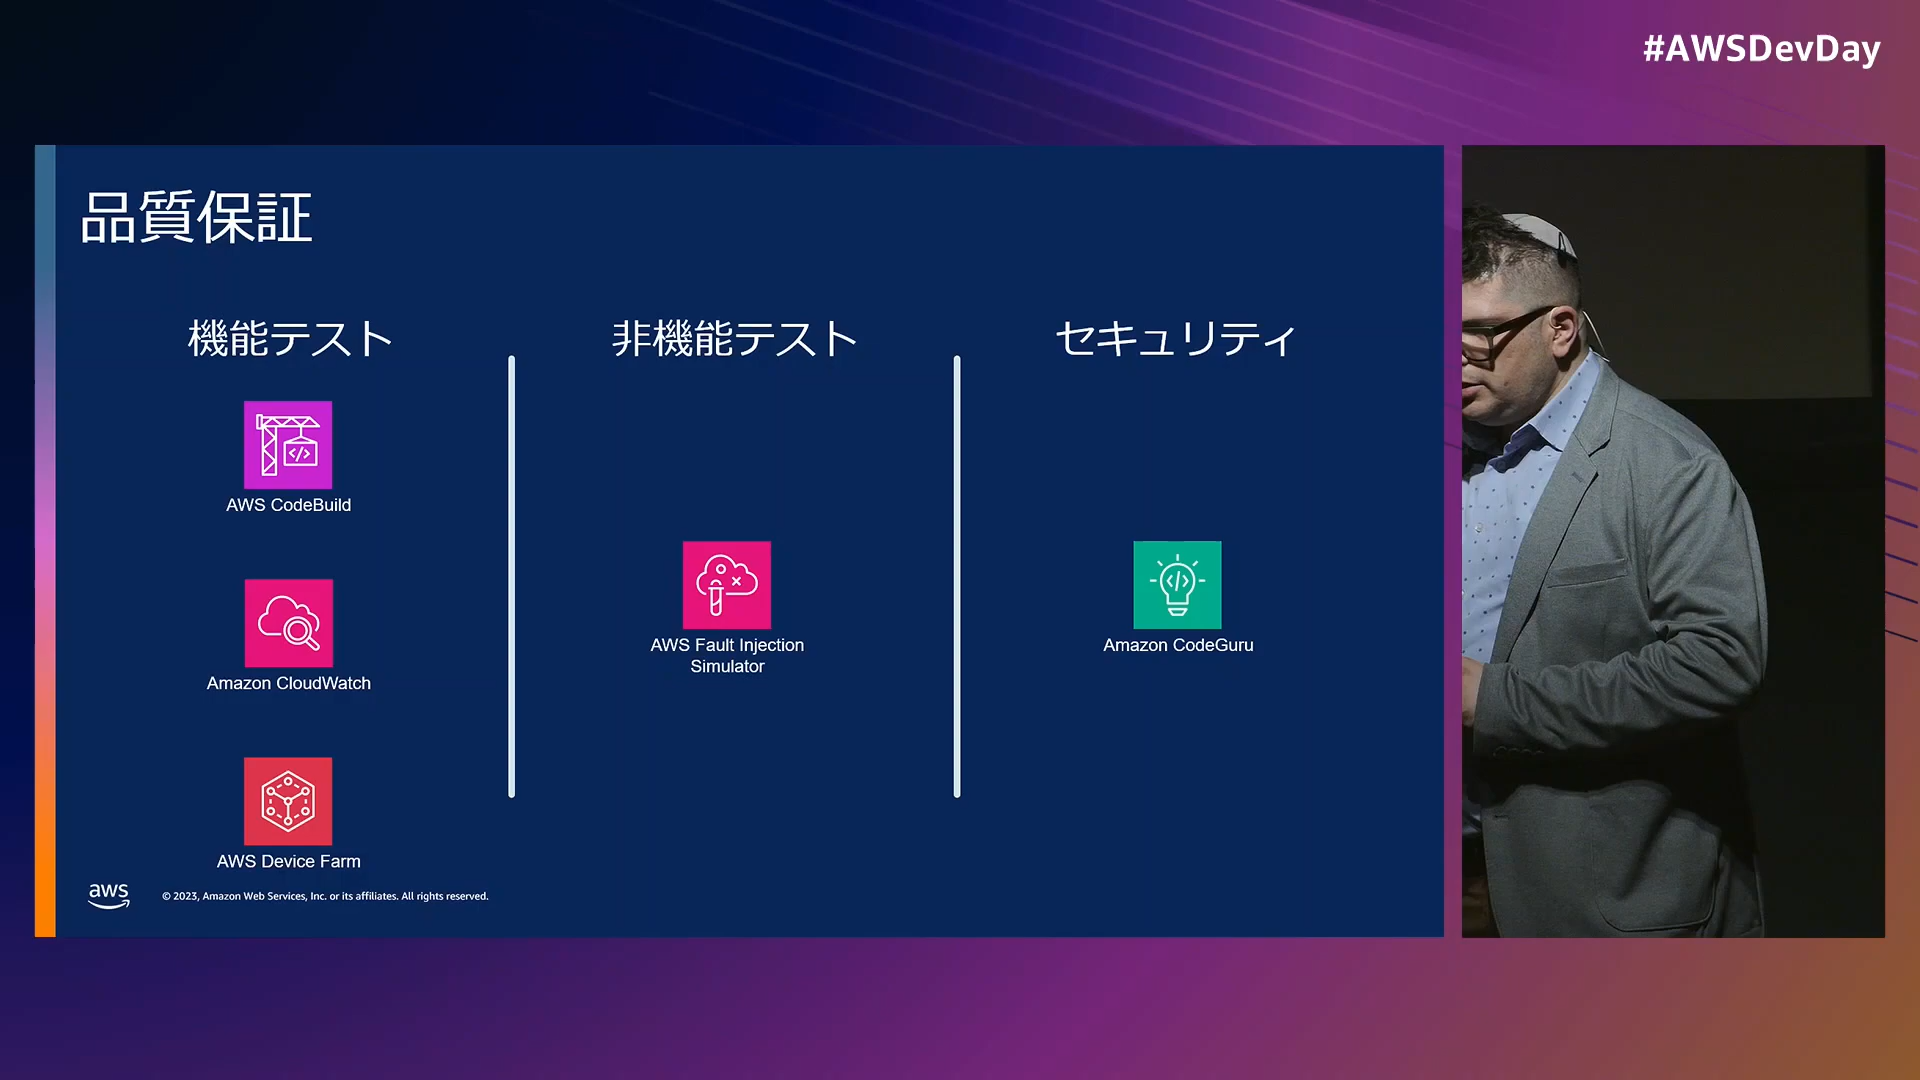 #AWSDevDay
品質保証
機能テスト
AWS CodeBuild
Amazon CloudWatch
AWS Device Farm
非機能テスト
AWS Fault Injection
Simulator
セキュリティ
Amazon CodeGuru
aws
© 2023, Amazon Web Services, Inc. or its affiliates. All rights reserved.